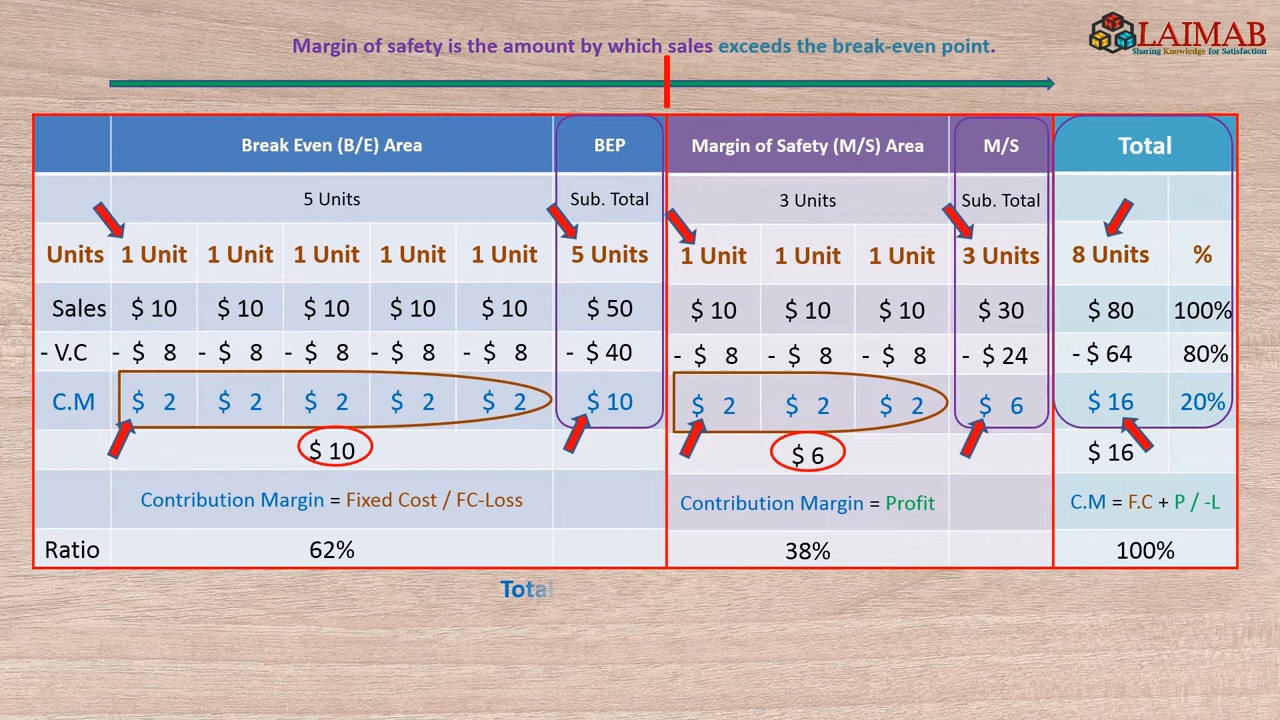 Margin of safety is the amount by which sales exceeds the break-even point.
LAIMAB
Sharing Knowledge for Satisfaction
Break Even (B/E) Area BEP Margin of Safety (M/S) Area M/S Total
5 Units Sub. Total 3 Units Sub. Total
Units 1 Unit 1 Unit 1 Unit 1 Unit 1 Unit 5 Units 1 Unit 1 Unit 1 Unit 3 Units 8 Units %
Sales $ 10 $ 10 $ 10 $ 10 $ 10 $ 50 $ 10 $ 10 $ 10 $ 30 $ 80 100%
- V.C - $ 8 - $ 8 - $ 8 - $ 8 - $ 8 - $ 40 - $ 8 - $ 8 - $ 8 - $ 24 - $ 64 80%
C.M $ 2 $ 2 $ 2 $ 2 $ 2 $ 10 $ 2 $ 2 $ 2 $ 6 $ 16 20%
$ 10 $ 6 $ 16
Contribution Margin = Fixed Cost / FC-Loss Contribution Margin = Profit C.M = F.C + P / -L
Ratio 62% 38% 100%
Total